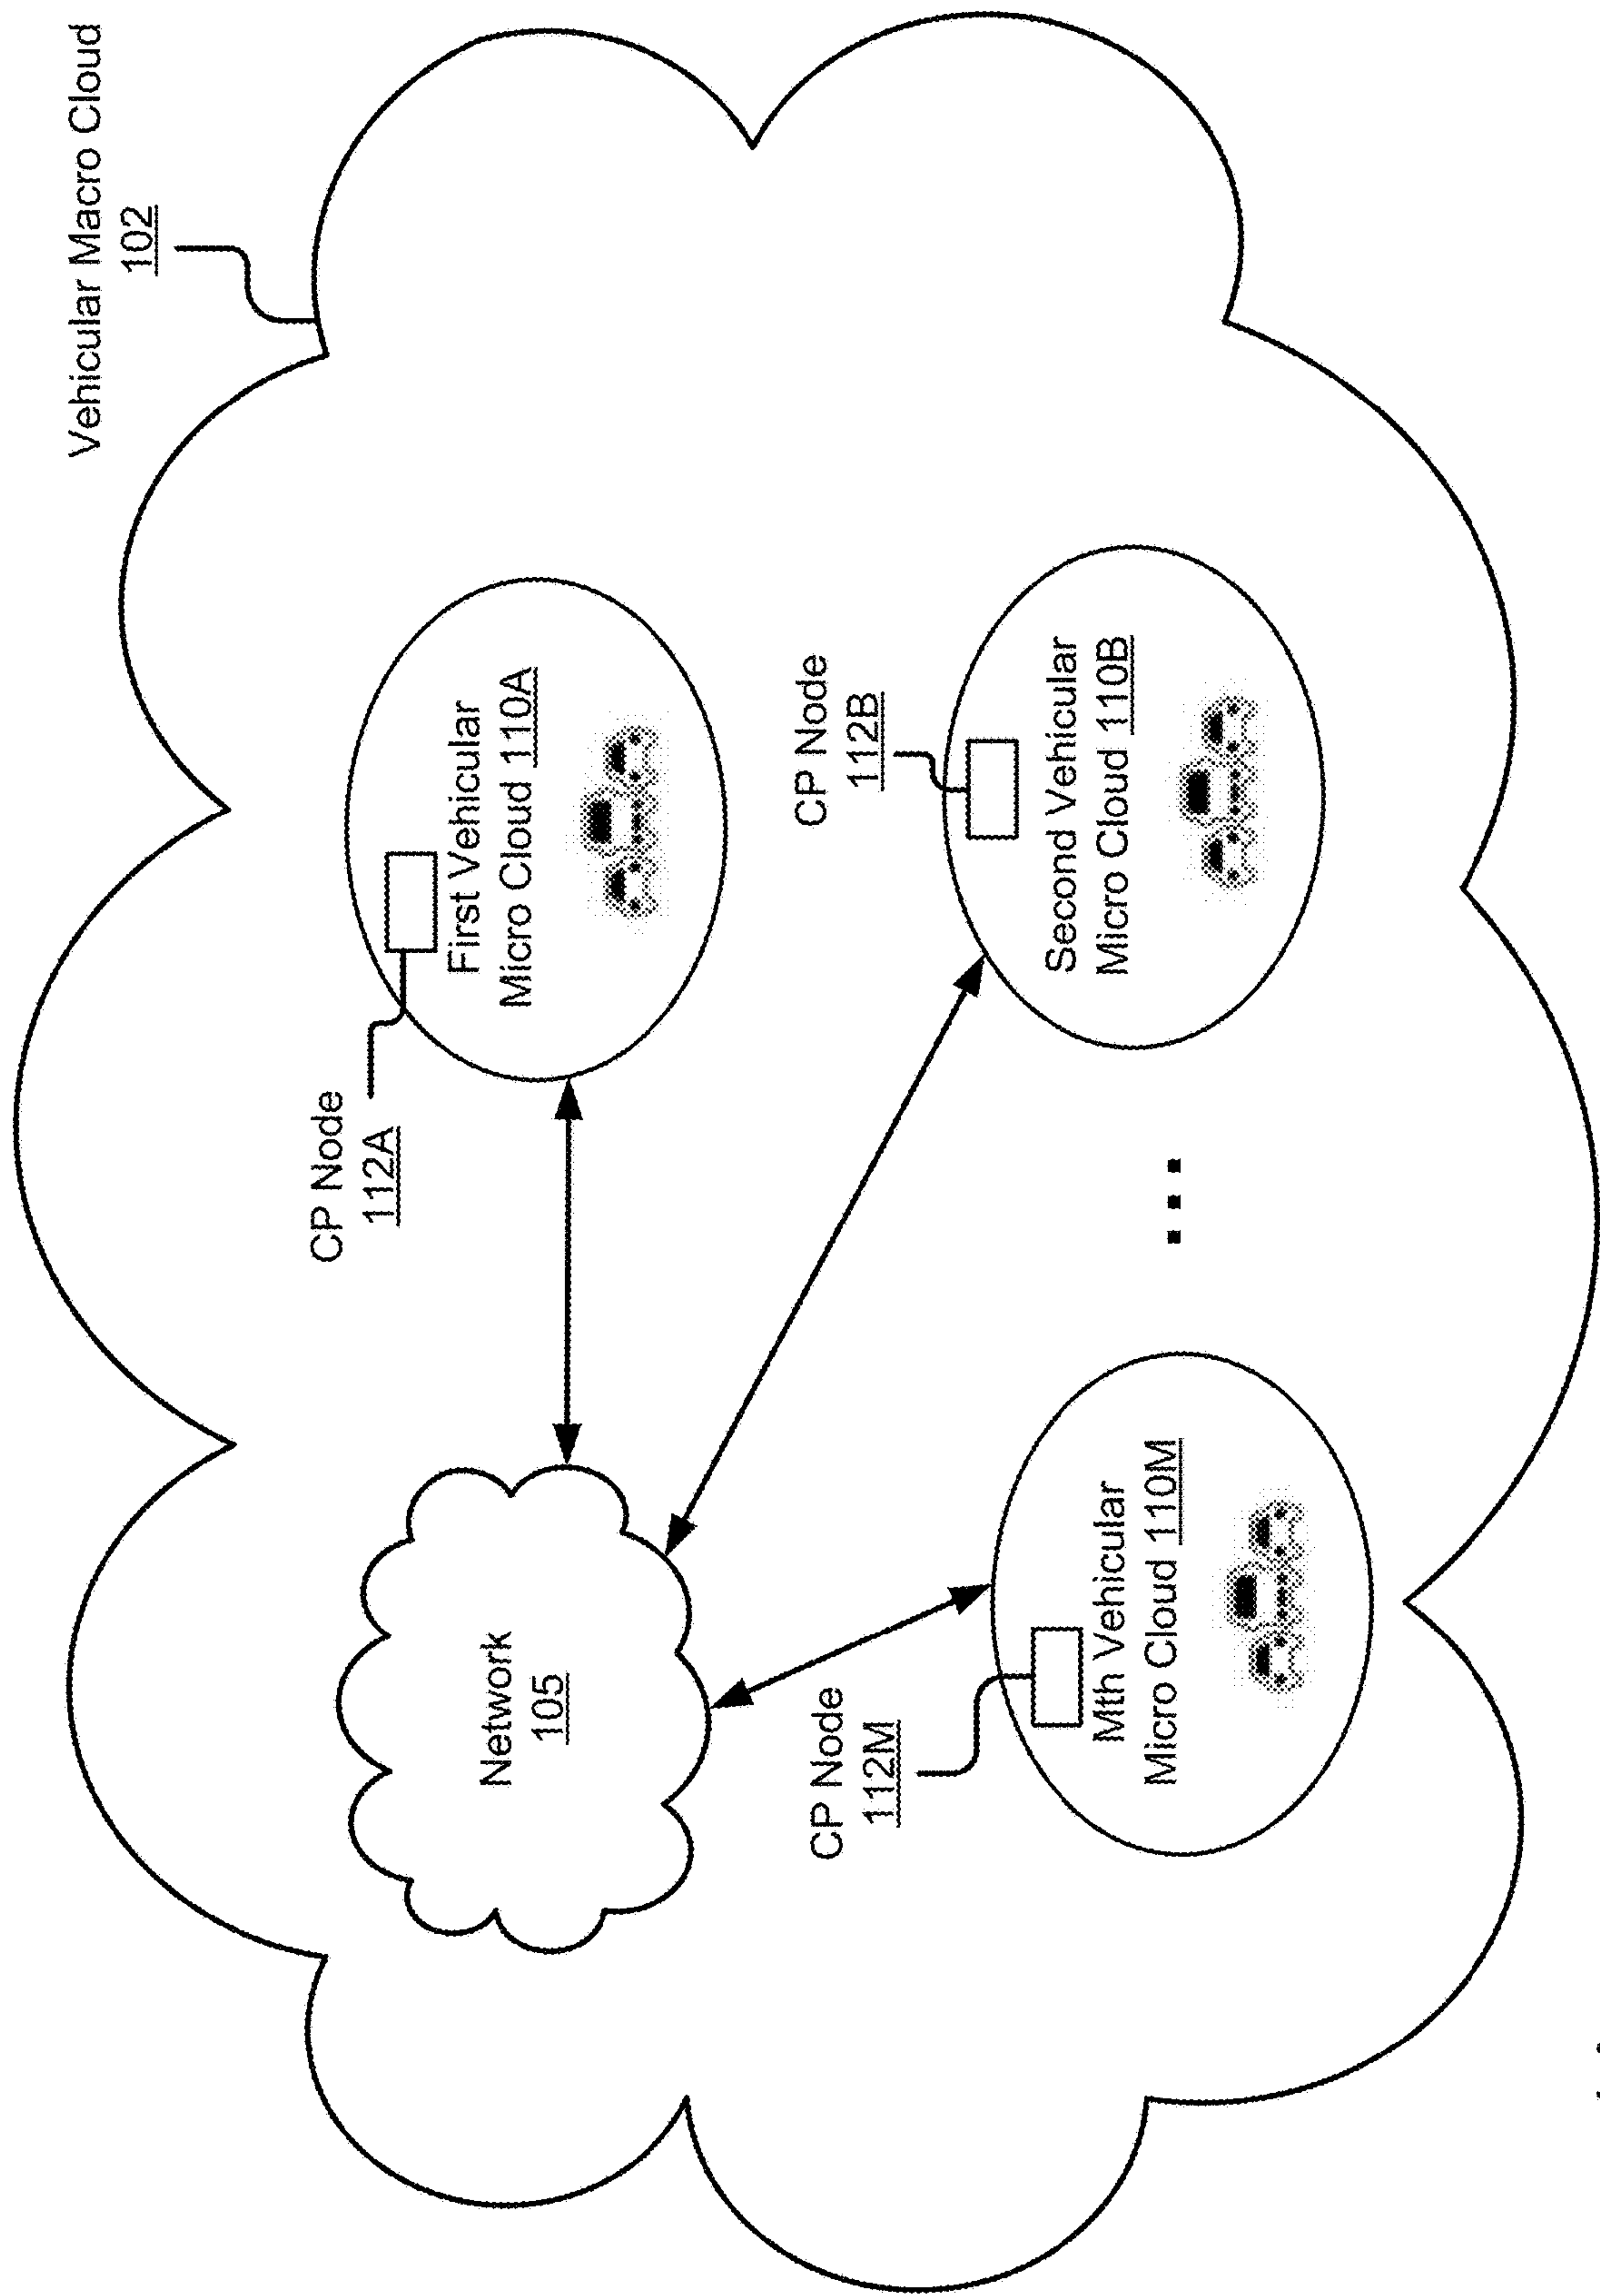 Vehicular Macro Cloud
102
CP Node
112A
First Vehicular
Micro Cloud 110A
Network
105
CP Node
112B
Second Vehicular
Micro Cloud 110B
...
CP Node
112M
Mth Vehicular
Micro Cloud 110M